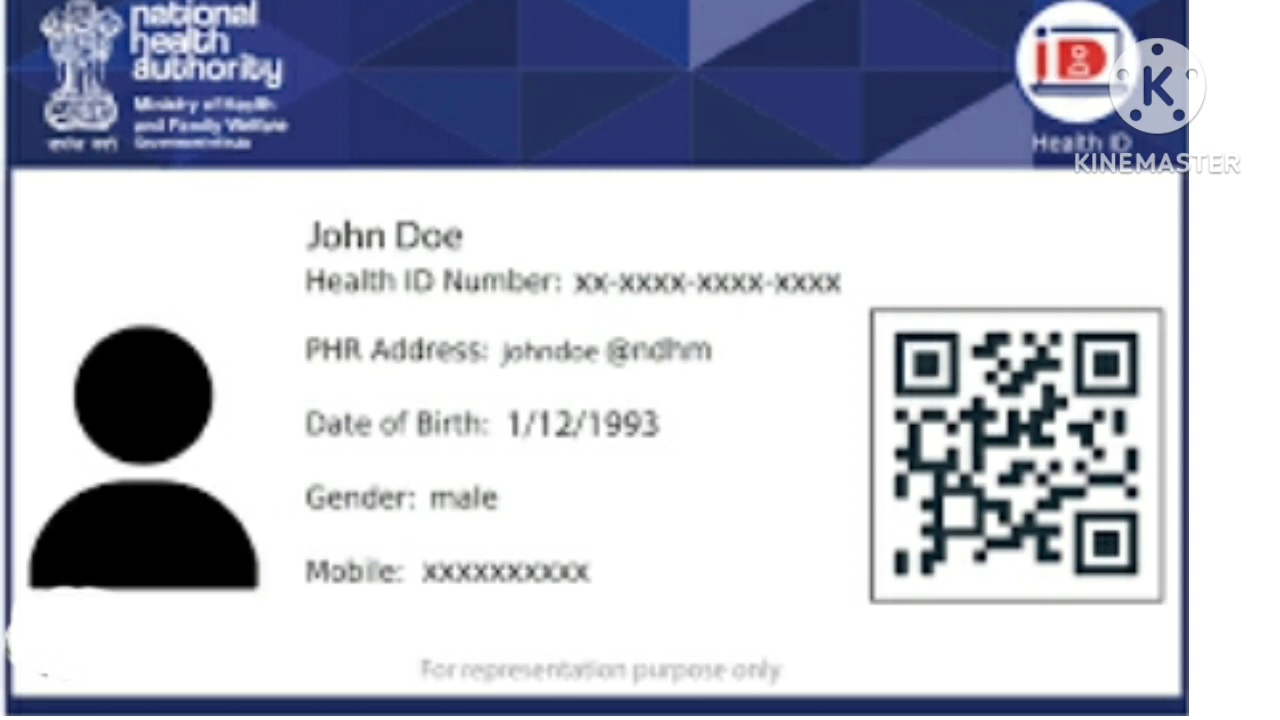 national
health
authority
Ministry of Health
and Family Welfare
Health ID
KINEMASTER
John Doe
Health ID Number: xx-xxxx-xxxx-xxxx
PHR Address: johndoe @ndhm
Date of Birth: 1/12/1993
Gender: male
Mobile: xxxxxxxxxx
For representation purpose only